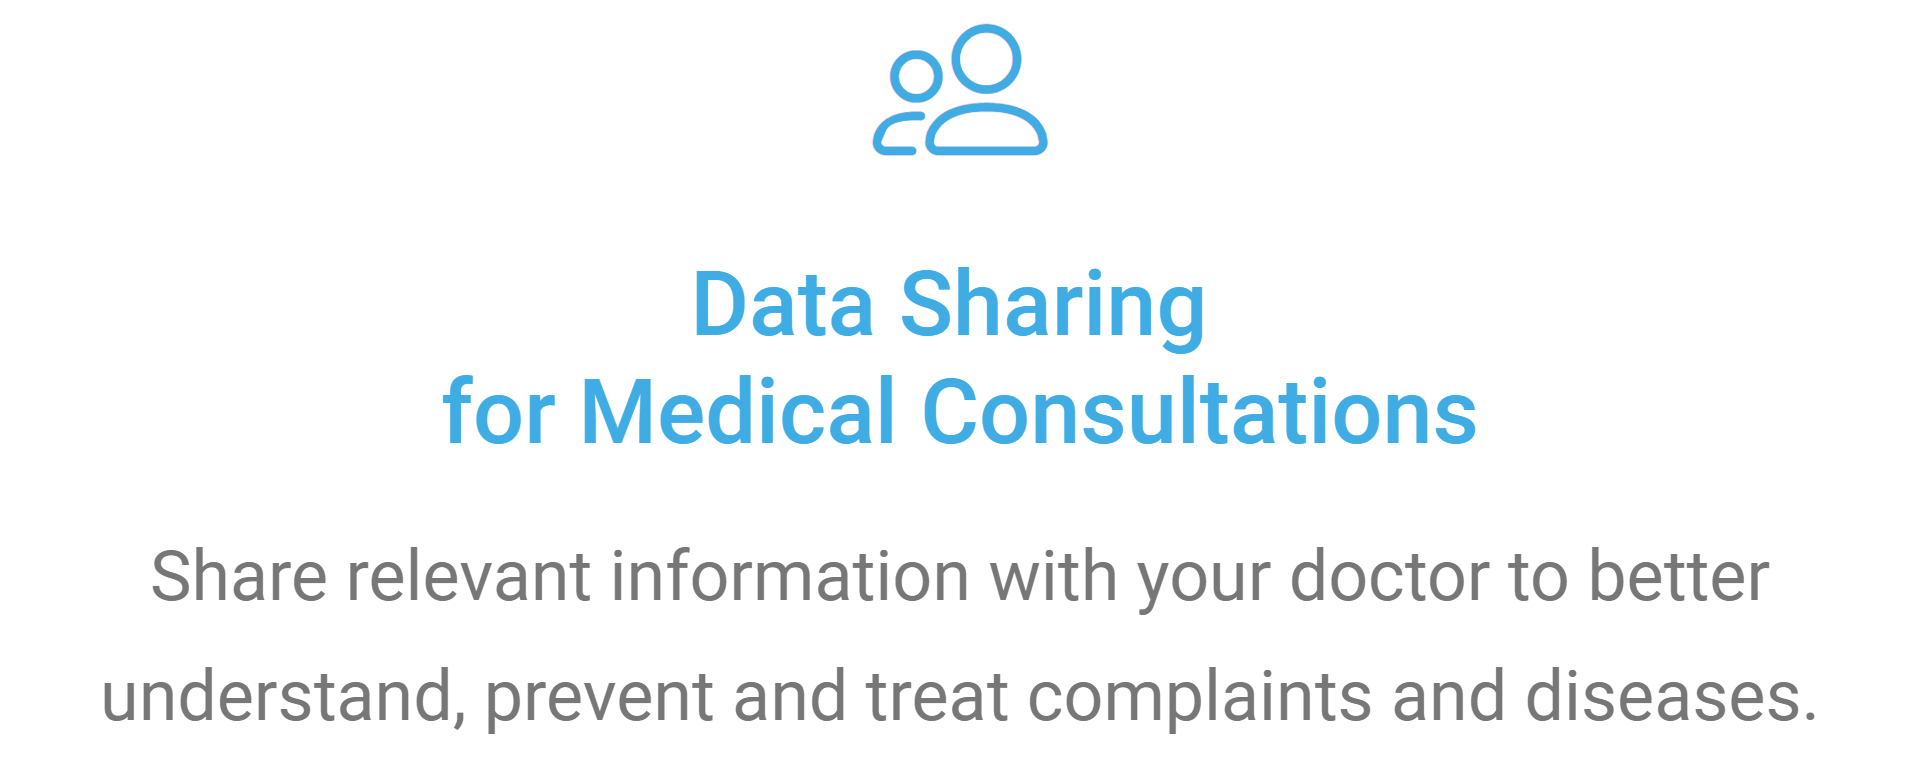 Data Sharing
for Medical Consultations
Share relevant information with your doctor to better
understand, prevent and treat complaints and diseases.